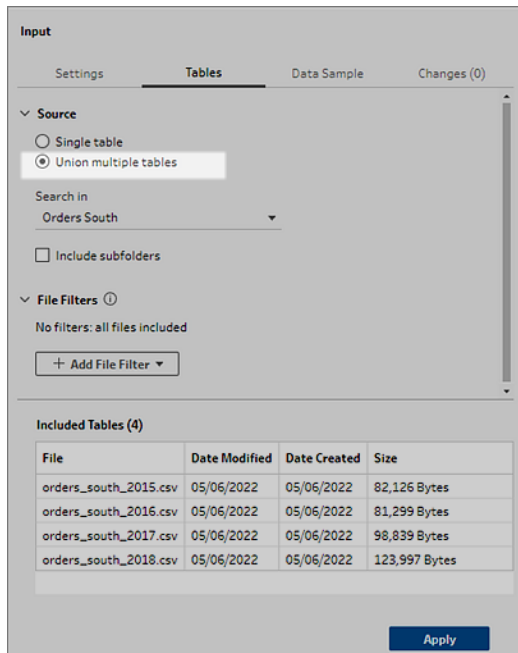 Input
Settings Tables Data Sample Changes (0)
Source
Single table
Union multiple tables
Search in
Orders South
Include subfolders
File Filters
No filters: all files included
+ Add File Filter
Included Tables (4)
File Date Modified Date Created Size
orders_south_2015.csv 05/06/2022 05/06/2022 82,126 Bytes
orders_south_2016.csv 05/06/2022 05/06/2022 81,299 Bytes
orders_south_2017.csv 05/06/2022 05/06/2022 98,839 Bytes
orders_south_2018.csv 05/06/2022 05/06/2022 123,997 Bytes
Apply